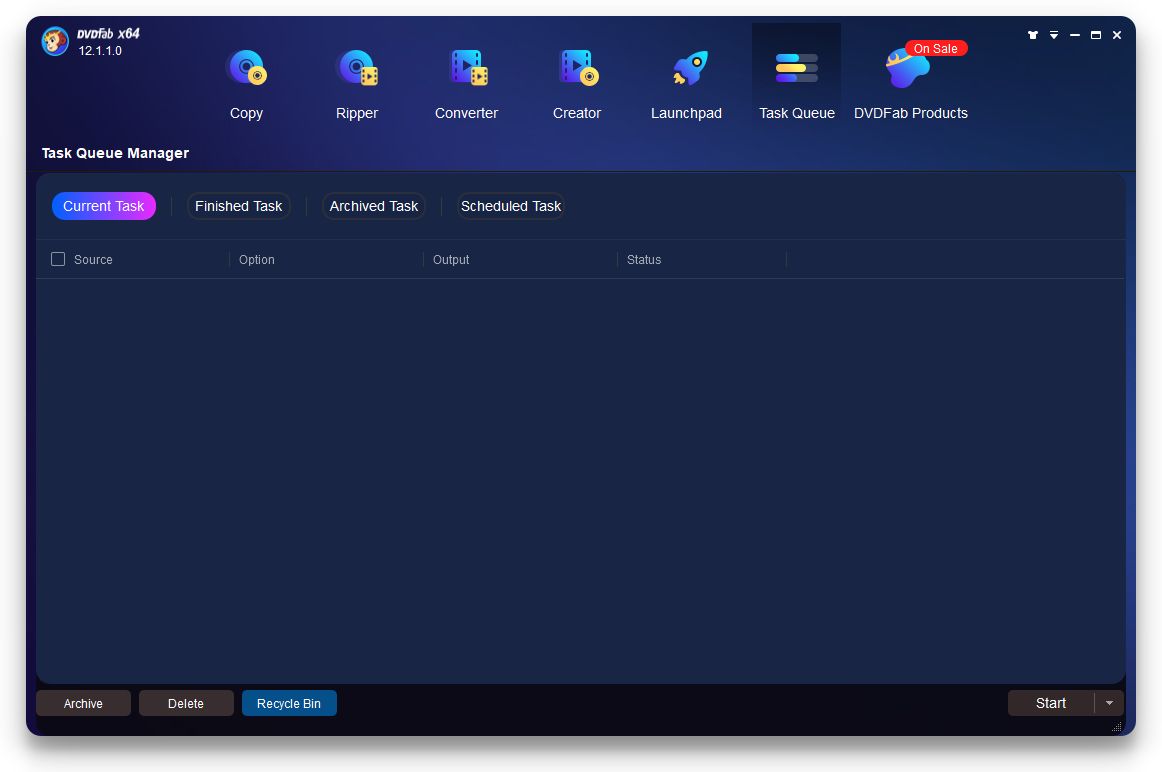 DVDFab x64
12.1.1.0
On Sale
Copy
Ripper
Converter
Creator
Launchpad
Task Queue
DVDFab Products
Task Queue Manager
Current Task
Finished Task
Archived Task
Scheduled Task
Source
Option
Output
Status
Archive
Delete
Recycle Bin
Start